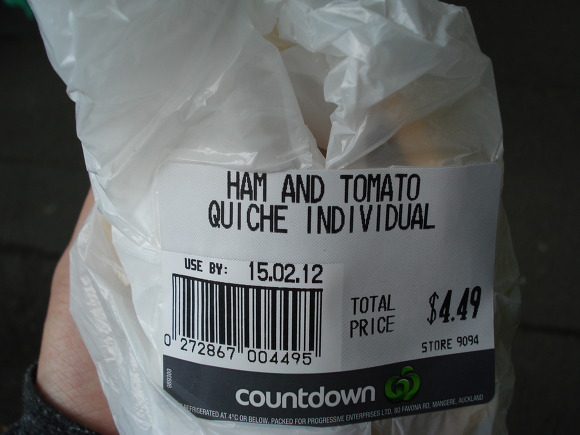 HAM AND TOMATO
QUICHE INDIVIDUAL
USE BY: 15.02.12
TOTAL PRICE $4.49
0 272867 004495
STORE 9094
countdown
REFRIGERATED AT 4°C OR BELOW. PACKED FOR PROGRESSIVE ENTERPRISES LTD, 80 FAVONA RD, MANGERE, AUCKLAND